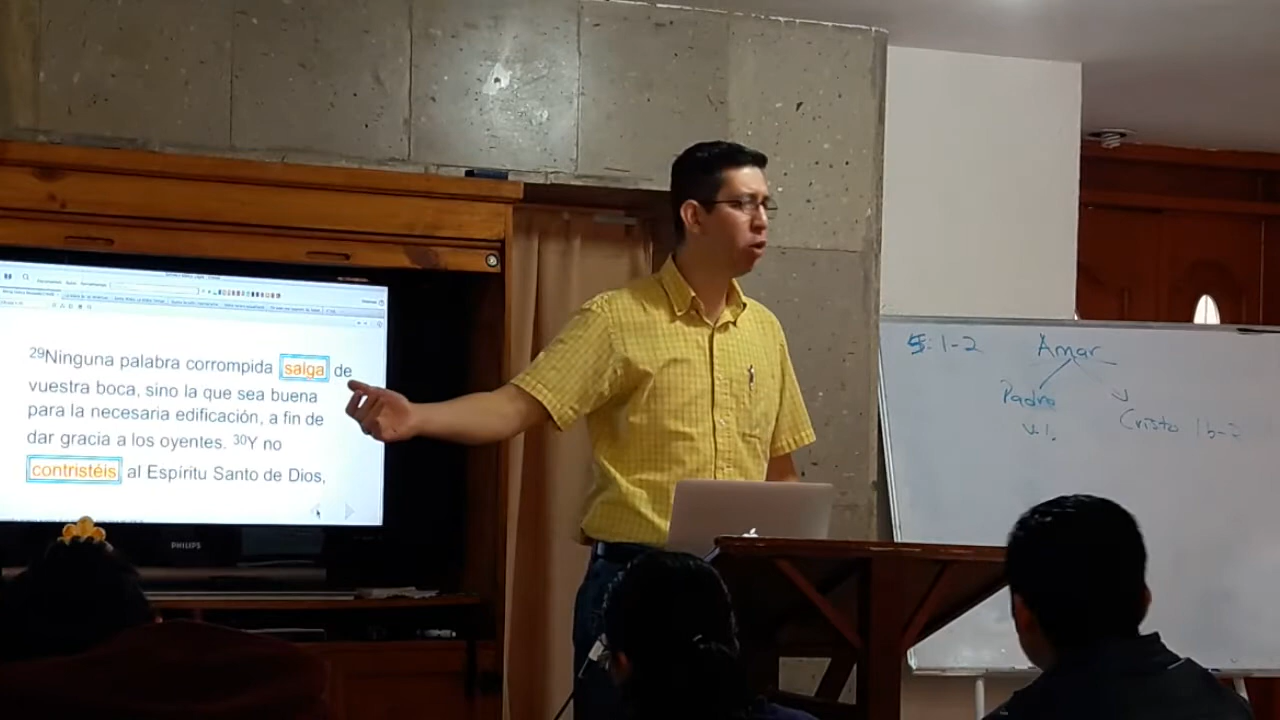 ²⁹Ninguna palabra corrompida salga de
vuestra boca, sino la que sea buena
para la necesaria edificación, a fin de
dar gracia a los oyentes. ³⁰Y no
contristéis al Espíritu Santo de Dios,
PHILIPS
5:1-2 Amar
Padre
v.1.
Cristo 1b-2